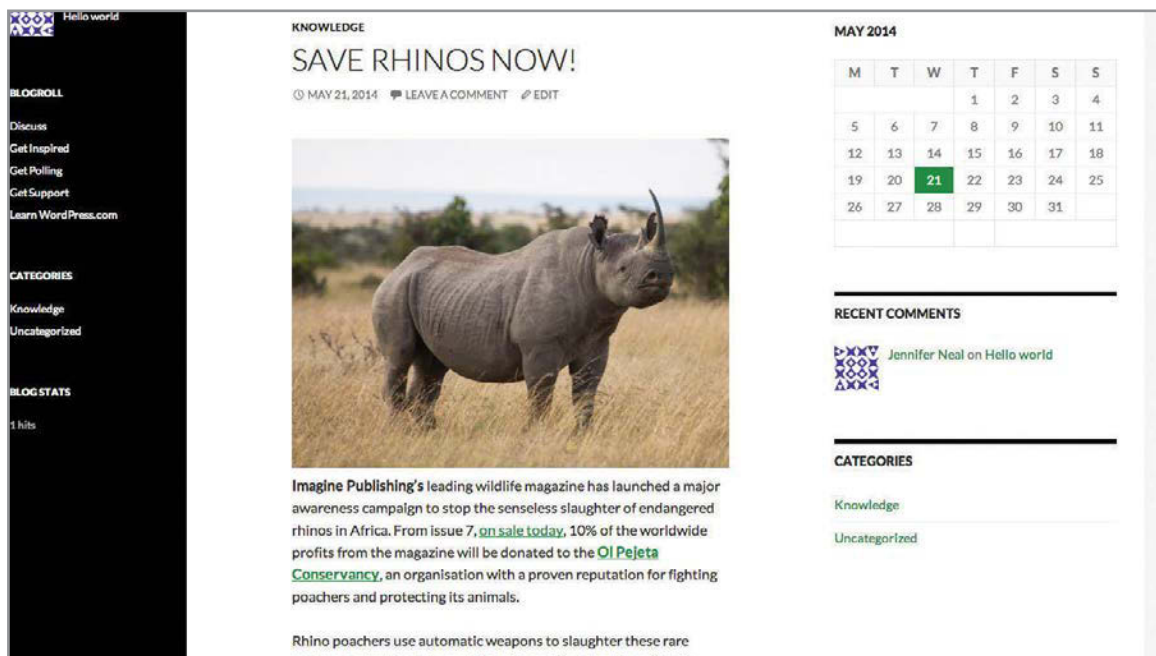 Hello world
BLOGROLL
Discuss
Get Inspired
Get Polling
Get Support
Learn WordPress.com
CATEGORIES
Knowledge
Uncategorized
BLOG STATS
1 hits
KNOWLEDGE
SAVE RHINOS NOW!
MAY 21, 2014 LEAVE A COMMENT EDIT
Imagine Publishing's leading wildlife magazine has launched a major
awareness campaign to stop the senseless slaughter of endangered
rhinos in Africa. From issue 7, on sale today, 10% of the worldwide
profits from the magazine will be donated to the Ol Pejeta
Conservancy, an organisation with a proven reputation for fighting
poachers and protecting its animals.
Rhino poachers use automatic weapons to slaughter these rare
MAY 2014
M T W T F S S
1 2 3 4
5 6 7 8 9 10 11
12 13 14 15 16 17 18
19 20 21 22 23 24 25
26 27 28 29 30 31
RECENT COMMENTS
Jennifer Neal on Hello world
CATEGORIES
Knowledge
Uncategorized